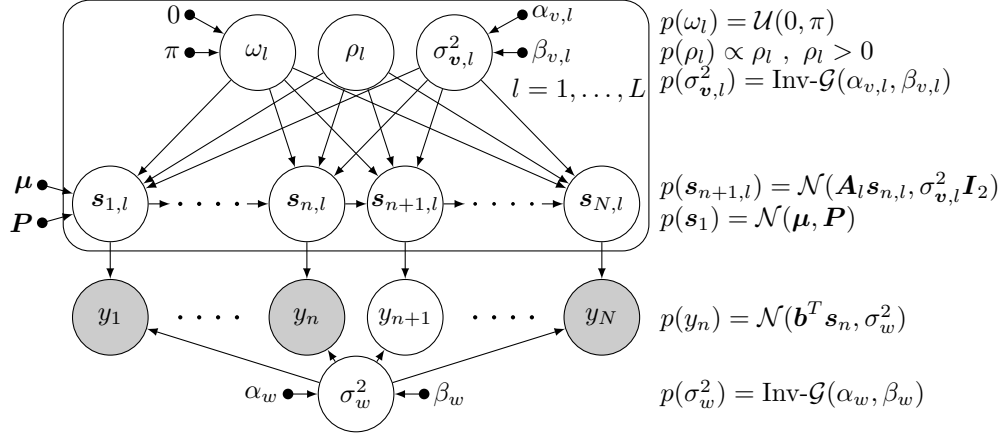 0 α_{v,l} p(ω_l) = 𝒰(0, π)
π ω_l ρ_l σ²_{𝒗,l} β_{v,l} p(ρ_l) ∝ ρ_l , ρ_l > 0
l = 1, . . . , L p(σ²_{𝒗,l}) = Inv-𝒢(α_{v,l}, β_{v,l})
𝝁 𝒔_{1,l} · · · · · 𝒔_{n,l} 𝒔_{n+1,l} · · · · · 𝒔_{N,l} p(𝒔_{n+1,l}) = 𝒩(𝑨_l 𝒔_{n,l}, σ²_{𝒗,l} 𝑰_2)
𝑷 p(𝒔_1) = 𝒩(𝝁, 𝑷)
y_1 · · · · y_n y_{n+1} · · · · y_N p(y_n) = 𝒩(𝒃^T 𝒔_n, σ²_w)
α_w σ²_w β_w p(σ²_w) = Inv-𝒢(α_w, β_w)